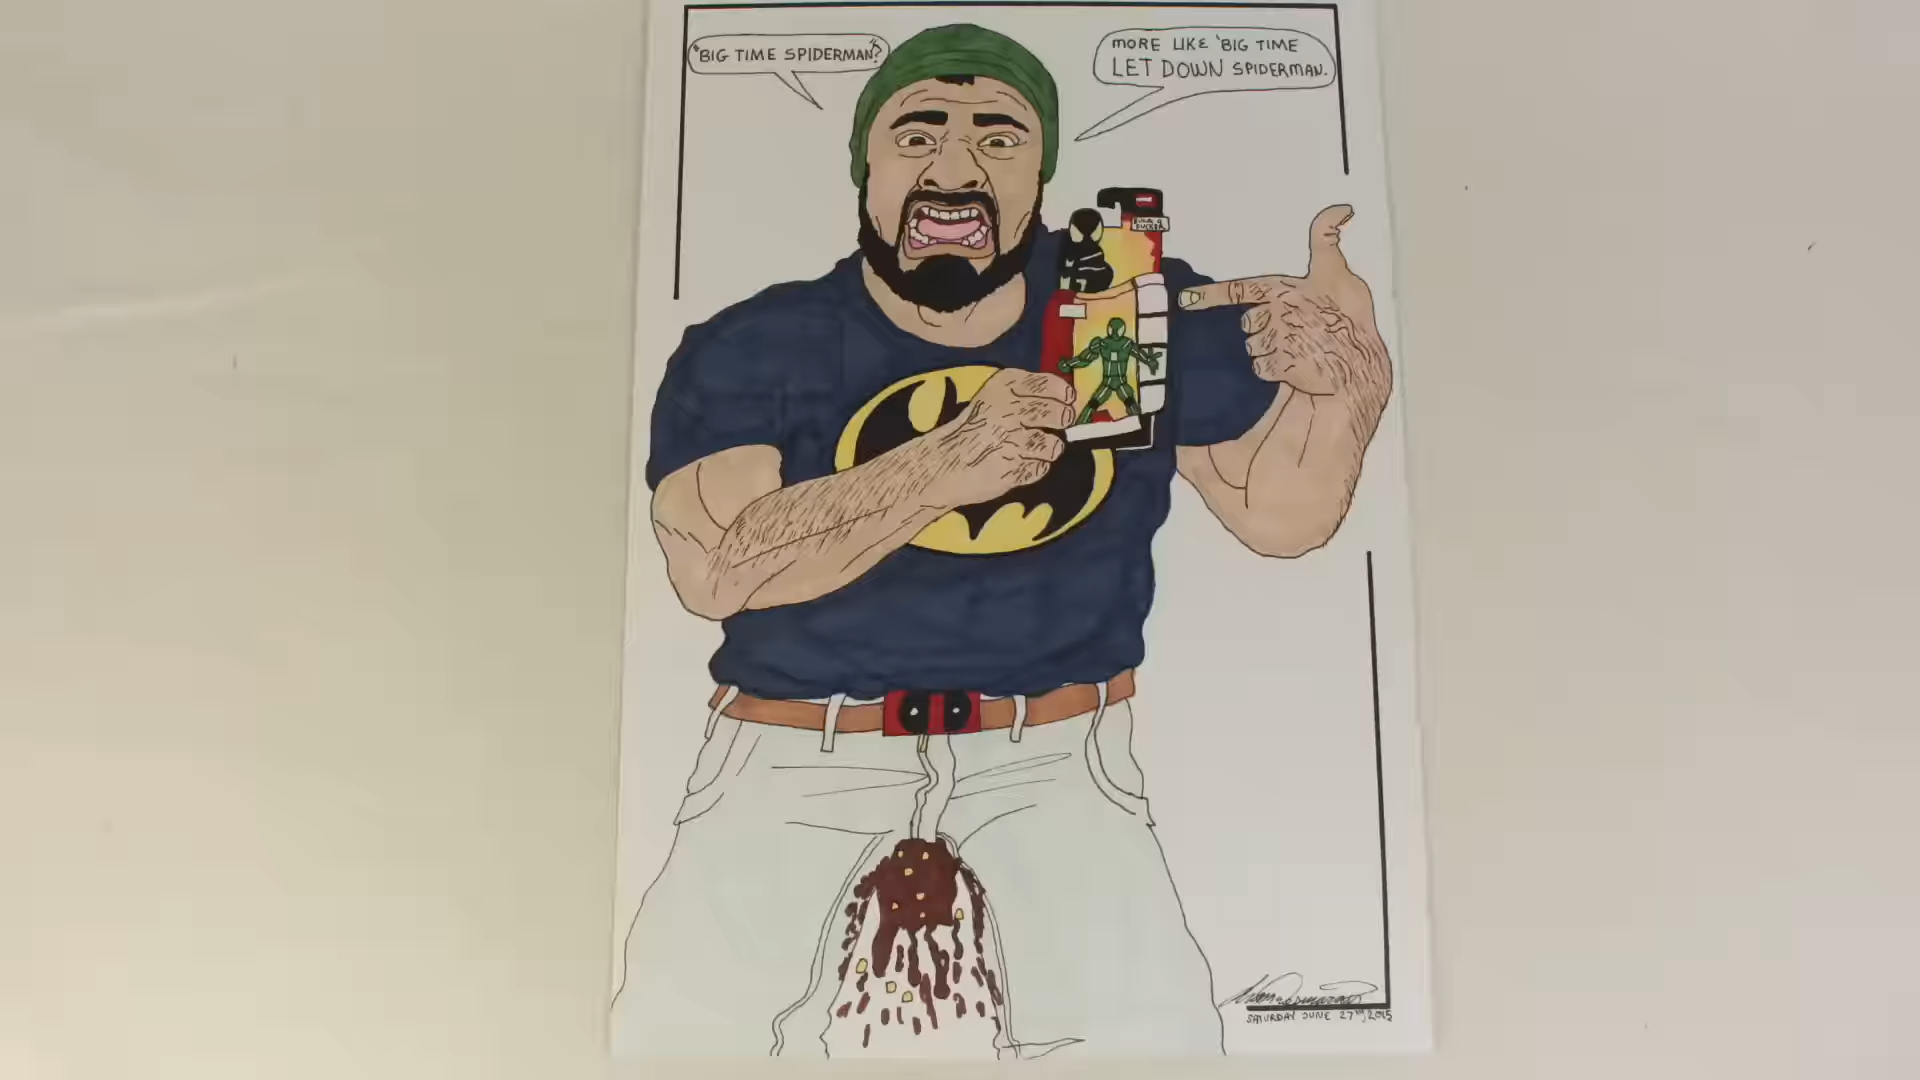 "BIG TIME SPIDERMAN"?
MORE LIKE 'BIG TIME
LET DOWN SPIDERMAN.
SATURDAY JUNE 27TH, 2015